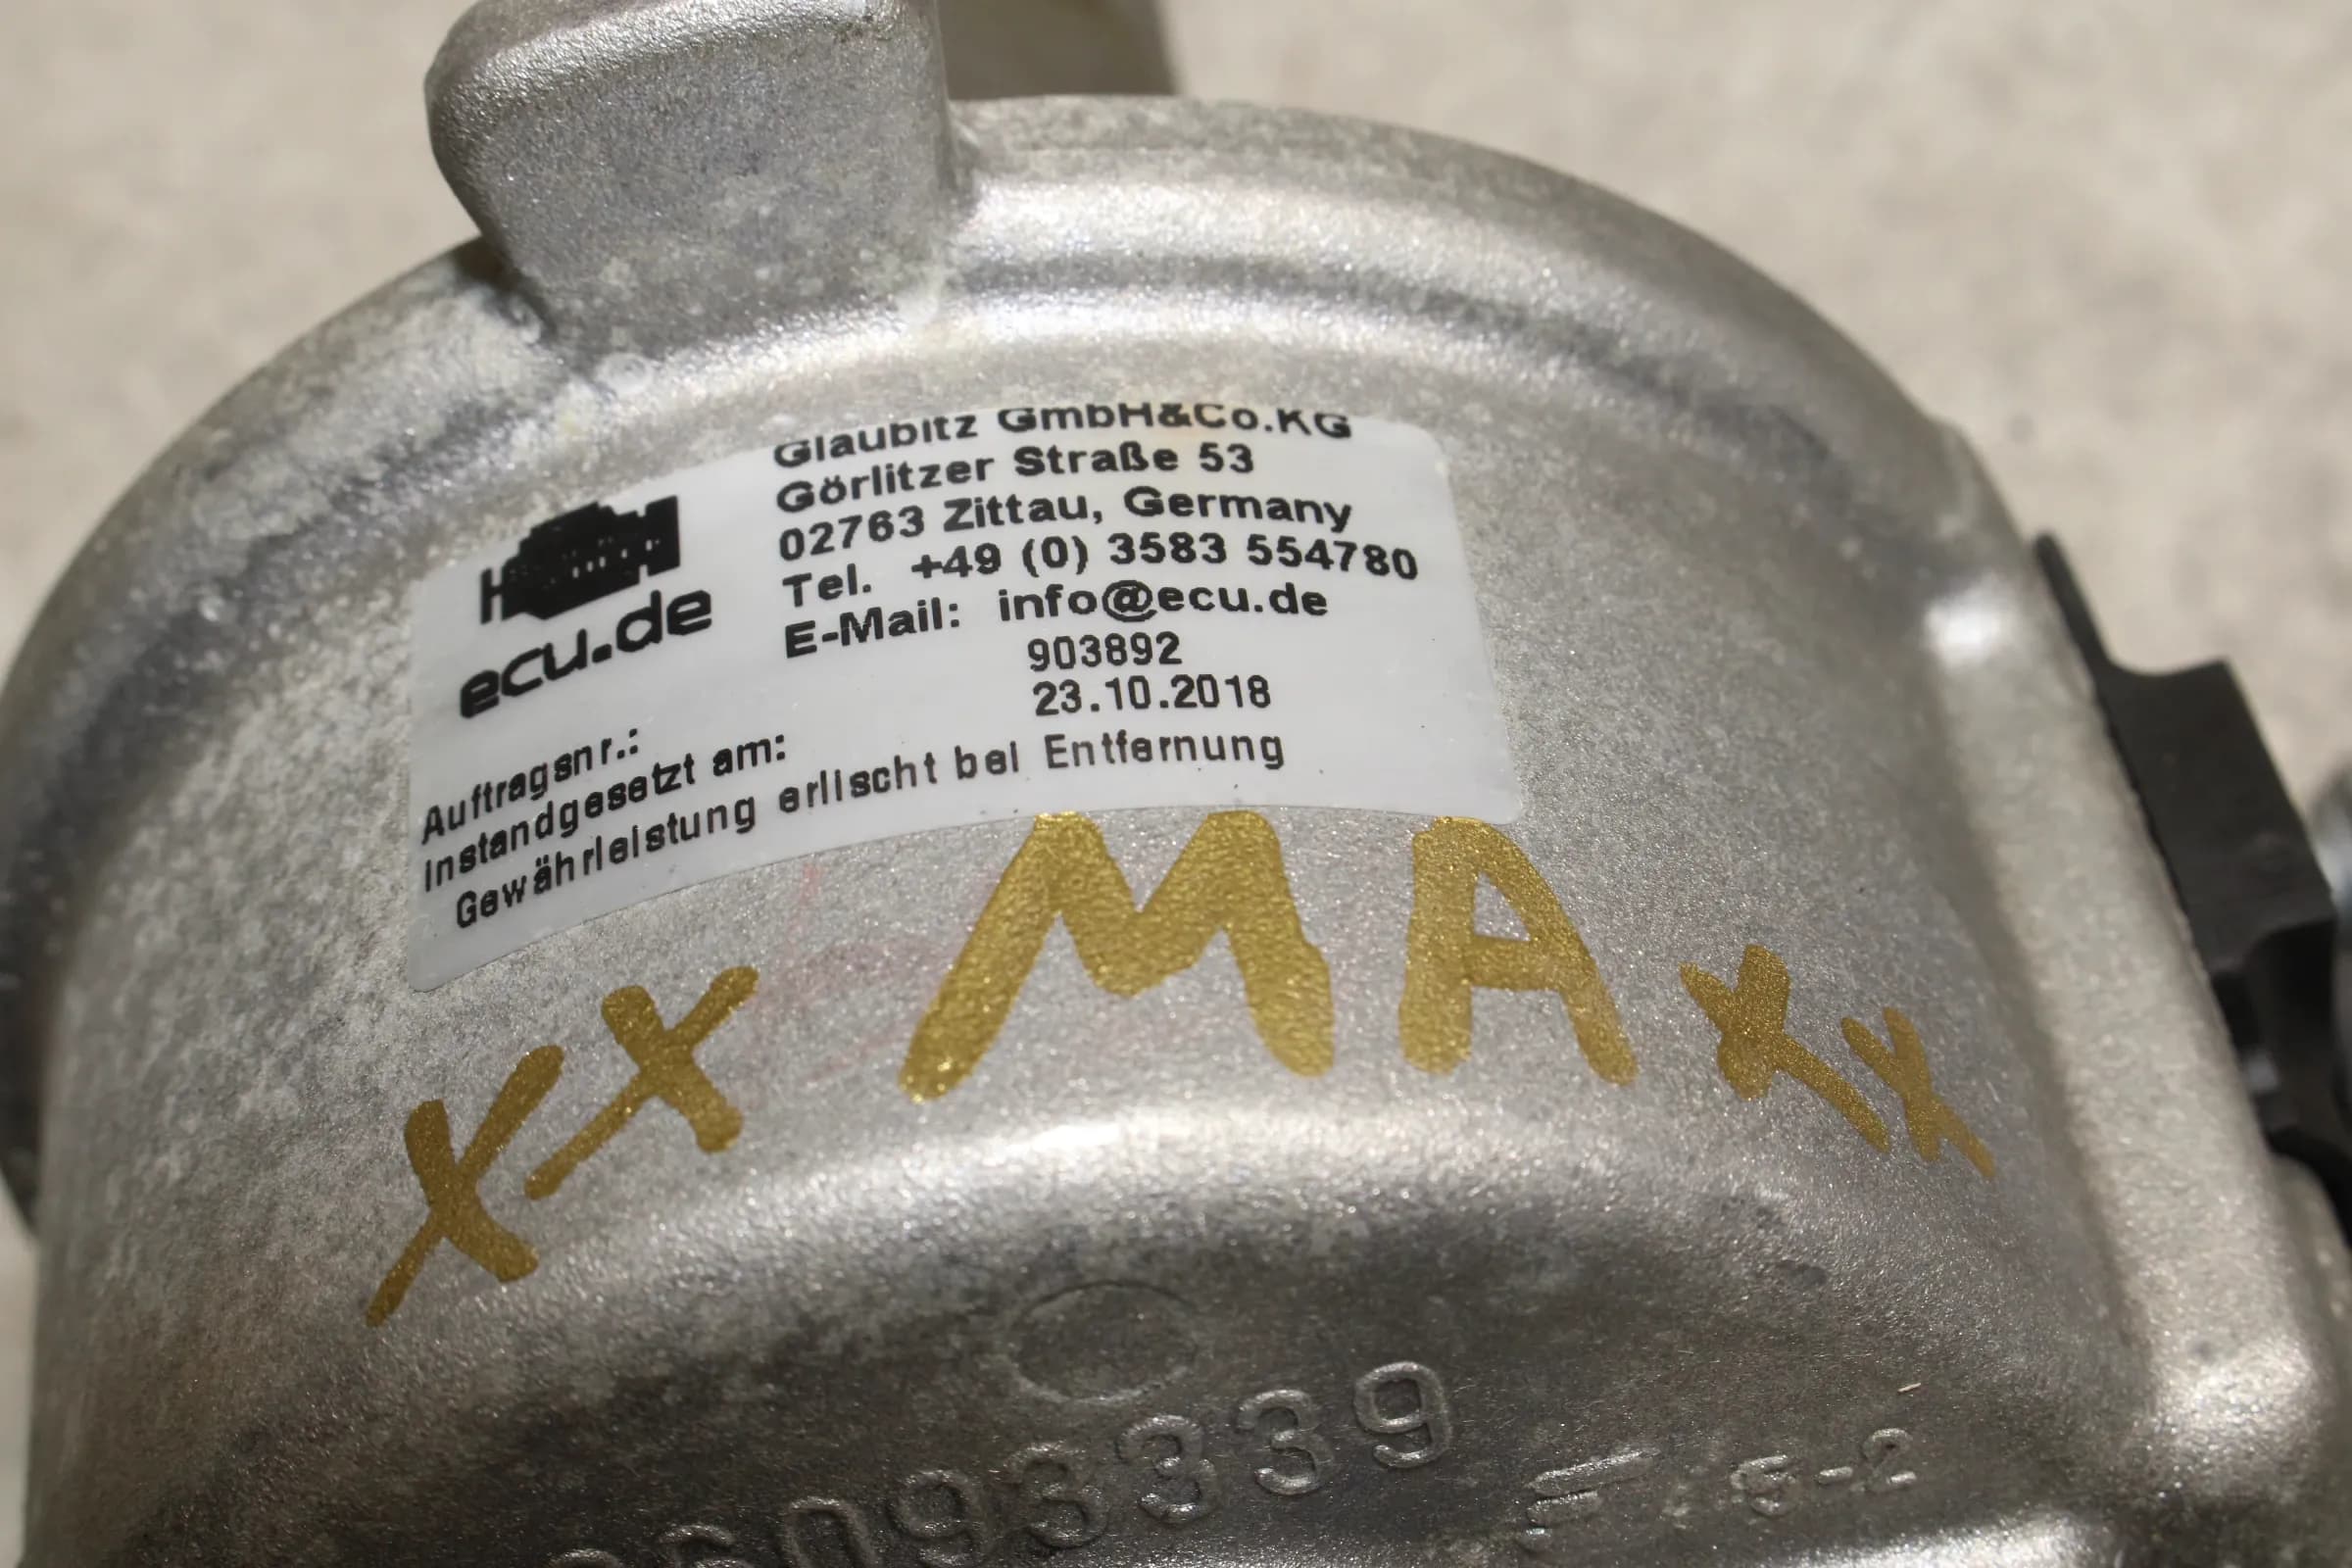 Glaubitz GmbH&Co.KG
Görlitzer Straße 53
02763 Zittau, Germany
Tel. +49 (0) 3583 554780
E-Mail: info@ecu.de
ecu.de
Auftragsnr.: 903892
Instandgesetzt am: 23.10.2018
Gewährleistung erlischt bei Entfernung
XX MA XX